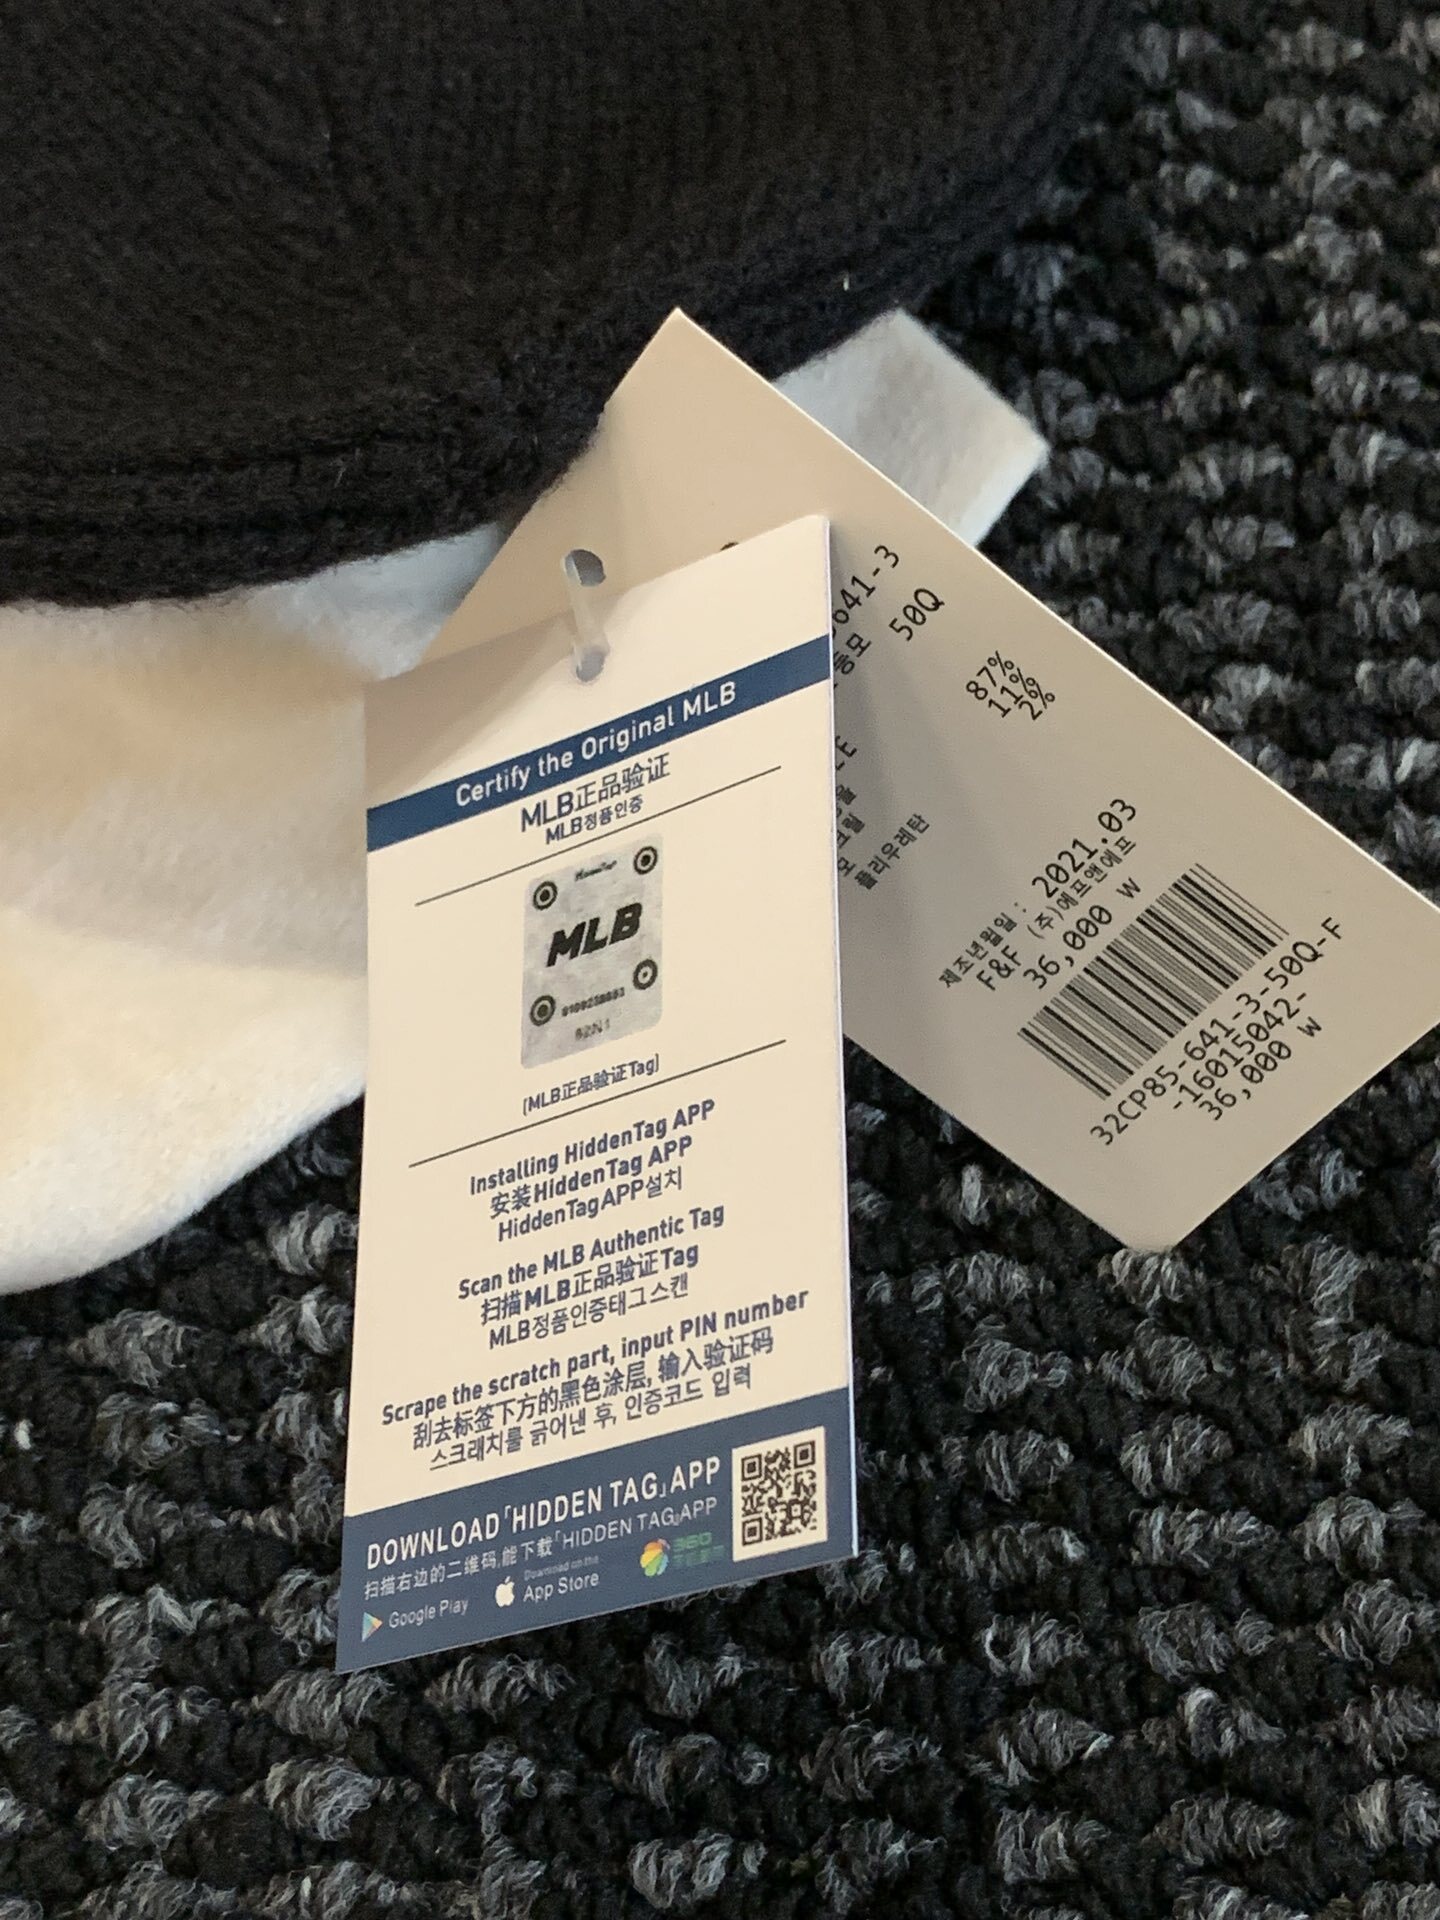 Certify the Original MLB
MLB正品验证
MLB정품인증
HiddenTag
MLB
[MLB正品验证Tag]
Installing HiddenTag APP
安装HiddenTag APP
HiddenTagAPP설치
Scan the MLB Authentic Tag
扫描MLB正品验证Tag
MLB정품인증태그스캔
Scrape the scratch part, input PIN number
刮去标签下方的黑色涂层, 输入验证码
스크래치를 긁어낸 후, 인증코드 입력
DOWNLOAD「HIDDEN TAG」APP
扫描右边的二维码,能下载「HIDDEN TAG」APP
Google Play
Download on the
App Store
360
641-3
50Q
87%
11%
2%
폴리우레탄
제조년월일 : 2021.03
F&F (주)에프앤에프
36,000 W
32CP85-641-3-50Q-F
-16015042-
36,000 W